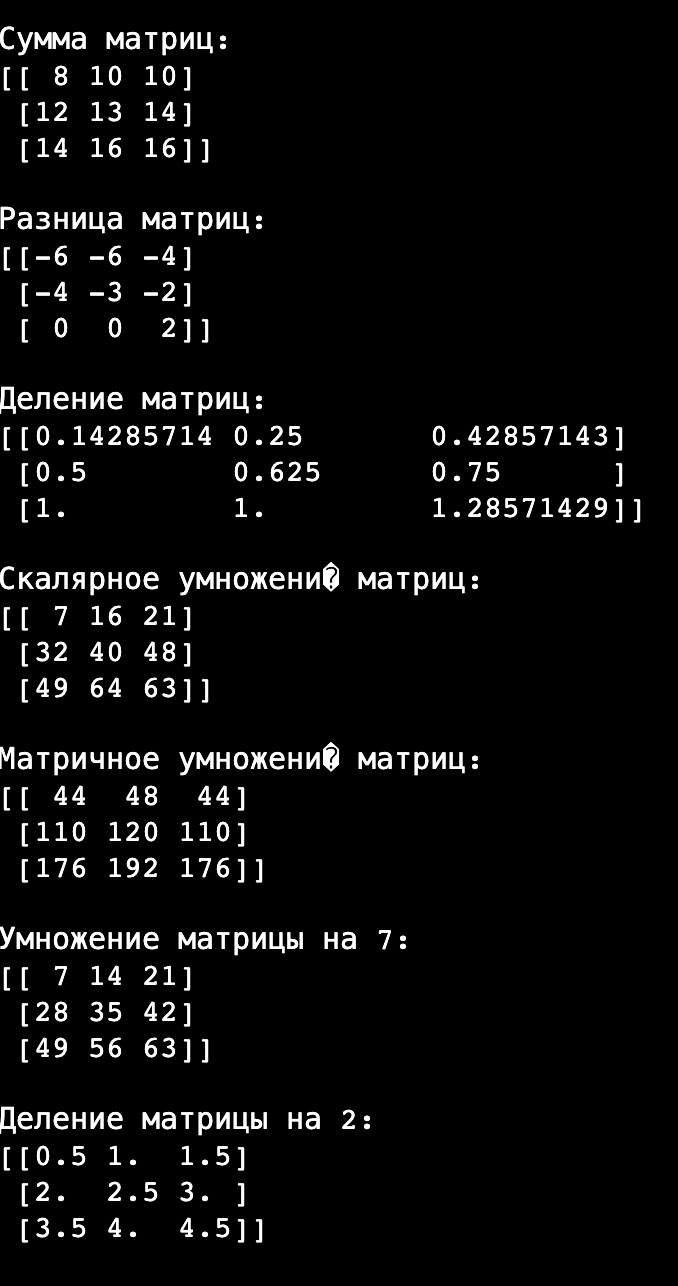 Сумма матриц:
[[ 8 10 10]
 [12 13 14]
 [14 16 16]]
Разница матриц:
[[-6 -6 -4]
 [-4 -3 -2]
 [ 0  0  2]]
Деление матриц:
[[0.14285714 0.25       0.42857143]
 [0.5        0.625      0.75      ]
 [1.         1.         1.28571429]]
Скалярное умножени� матриц:
[[ 7 16 21]
 [32 40 48]
 [49 64 63]]
Матричное умножени� матриц:
[[ 44  48  44]
 [110 120 110]
 [176 192 176]]
Умножение матрицы на 7:
[[ 7 14 21]
 [28 35 42]
 [49 56 63]]
Деление матрицы на 2:
[[0.5 1.  1.5]
 [2.  2.5 3. ]
 [3.5 4.  4.5]]